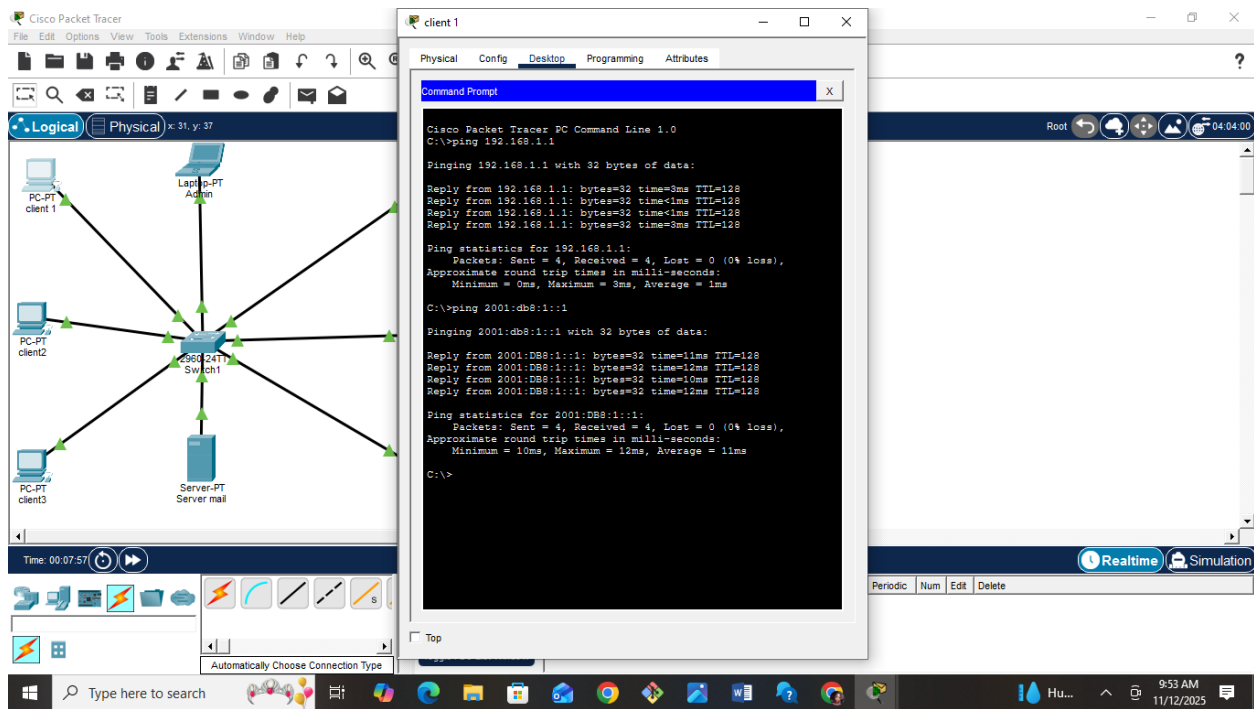 Cisco Packet Tracer
File Edit Options View Tools Extensions Window Help
?
Logical
Physical
x: 31, y: 37
Root
04:04:00
PC-PT
client 1
Laptop-PT
Admin
PC-PT
client2
2960-24TT
Switch1
PC-PT
client3
Server-PT
Server mail
client 1
Physical Config Desktop Programming Attributes
Command Prompt
X
Cisco Packet Tracer PC Command Line 1.0
C:\>ping 192.168.1.1
Pinging 192.168.1.1 with 32 bytes of data:
Reply from 192.168.1.1: bytes=32 time=3ms TTL=128
Reply from 192.168.1.1: bytes=32 time<1ms TTL=128
Reply from 192.168.1.1: bytes=32 time<1ms TTL=128
Reply from 192.168.1.1: bytes=32 time=3ms TTL=128
Ping statistics for 192.168.1.1:
Packets: Sent = 4, Received = 4, Lost = 0 (0% loss),
Approximate round trip times in milli-seconds:
Minimum = 0ms, Maximum = 3ms, Average = 1ms
C:\>ping 2001:db8:1::1
Pinging 2001:db8:1::1 with 32 bytes of data:
Reply from 2001:DB8:1::1: bytes=32 time=11ms TTL=128
Reply from 2001:DB8:1::1: bytes=32 time=12ms TTL=128
Reply from 2001:DB8:1::1: bytes=32 time=10ms TTL=128
Reply from 2001:DB8:1::1: bytes=32 time=12ms TTL=128
Ping statistics for 2001:DB8:1::1:
Packets: Sent = 4, Received = 4, Lost = 0 (0% loss),
Approximate round trip times in milli-seconds:
Minimum = 10ms, Maximum = 12ms, Average = 11ms
C:\>
Top
Time: 00:07:57
Realtime
Simulation
Periodic Num Edit Delete
S
Automatically Choose Connection Type
Type here to search
Hu...
9:53 AM
11/12/2025